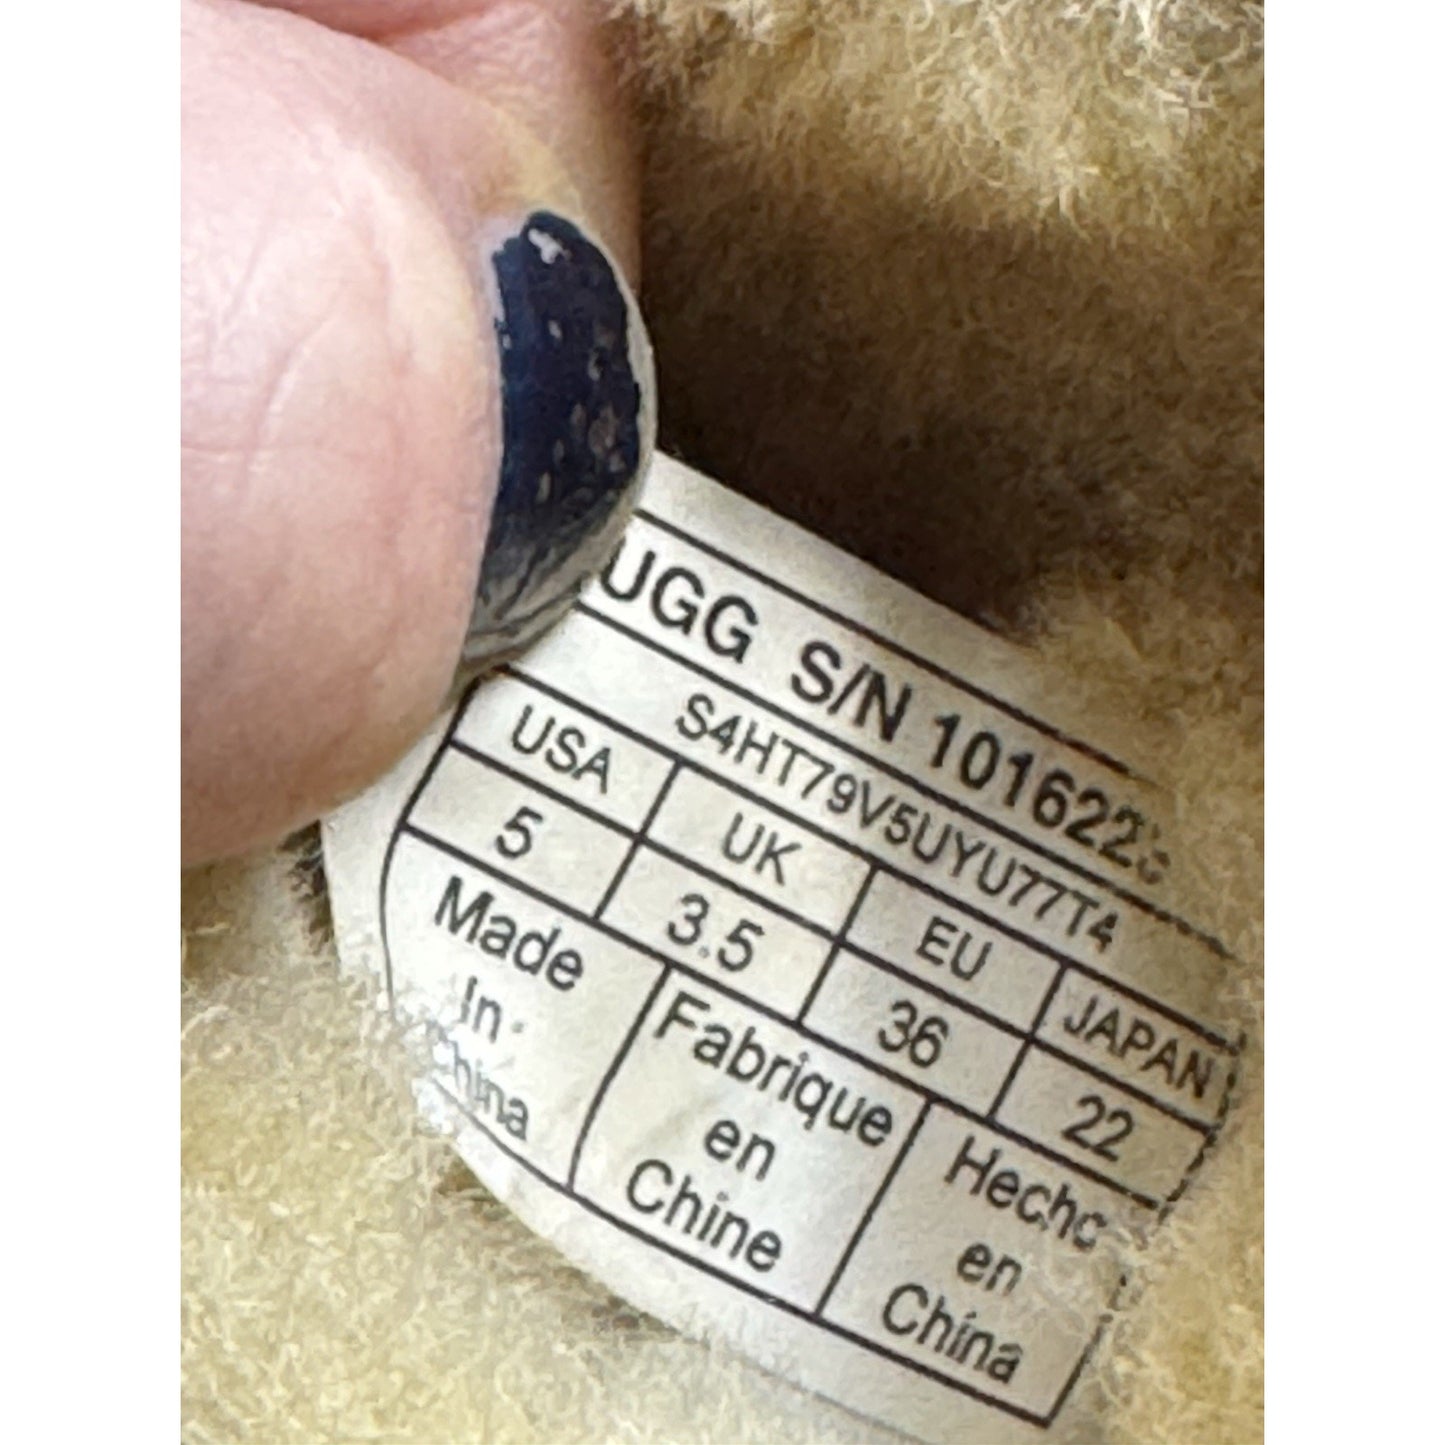 UGG S/N 1016223
S4HT79V5UYU77T4
USA UK EU JAPAN
5 3.5 36 22
Made Fabrique Hecho
In en en
China Chine China